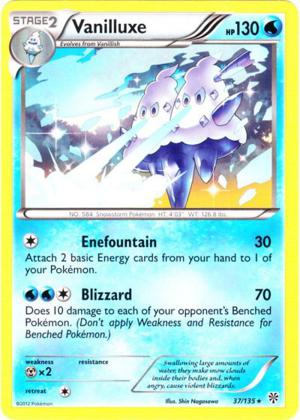 STAGE2 Vanilluxe HP130
Evolves from Vanillish
NO. 584 Snowstorm Pokémon HT. 4'03" WT. 126.8 lbs.
Enefountain 30
Attach 2 basic Energy cards from your hand to 1 of
your Pokémon.
Blizzard 70
Does 10 damage to each of your opponent's Benched
Pokémon. (Don't apply Weakness and Resistance for
Benched Pokémon.)
weakness resistance
×2
Swallowing large amounts of
water, they make snow clouds
inside their bodies and, when
angry, cause violent blizzards.
retreat
©2012 Pokémon Illus. Shin Nagasawa 37/135 ★